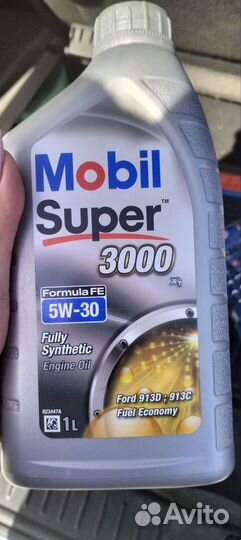 Mobil
Super™
3000
X1
Formula FE
5W-30
Fully
Synthetic
Engine Oil
Ford 913D ; 913C
Fuel Economy
823447A
1L
Avito